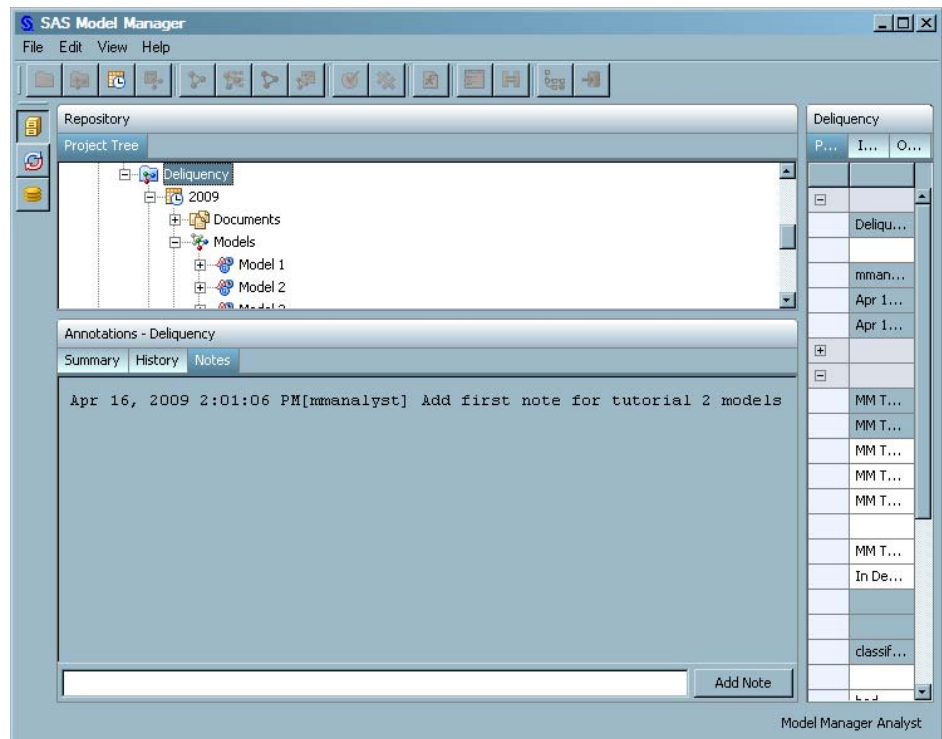 SAS Model Manager
File Edit View Help
Repository
Project Tree
Deliquency
2009
Documents
Models
Model 1
Model 2
Annotations - Deliquency
Summary History Notes
Apr 16, 2009 2:01:06 PM[mmanalyst] Add first note for tutorial 2 models
Add Note
Deliquency
P... I... O...
Deliqu...
mman...
Apr 1...
Apr 1...
MM T...
MM T...
MM T...
MM T...
MM T...
MM T...
In De...
classif...
Model Manager Analyst